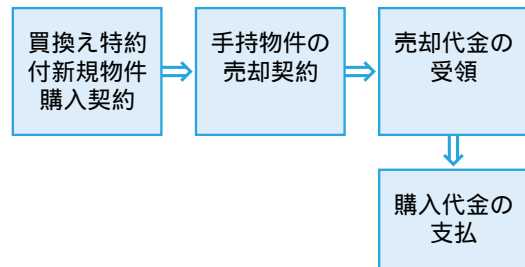 買換え特約
付新規物件
購入契約
手持物件の
売却契約
売却代金の
受領
購入代金の
支払